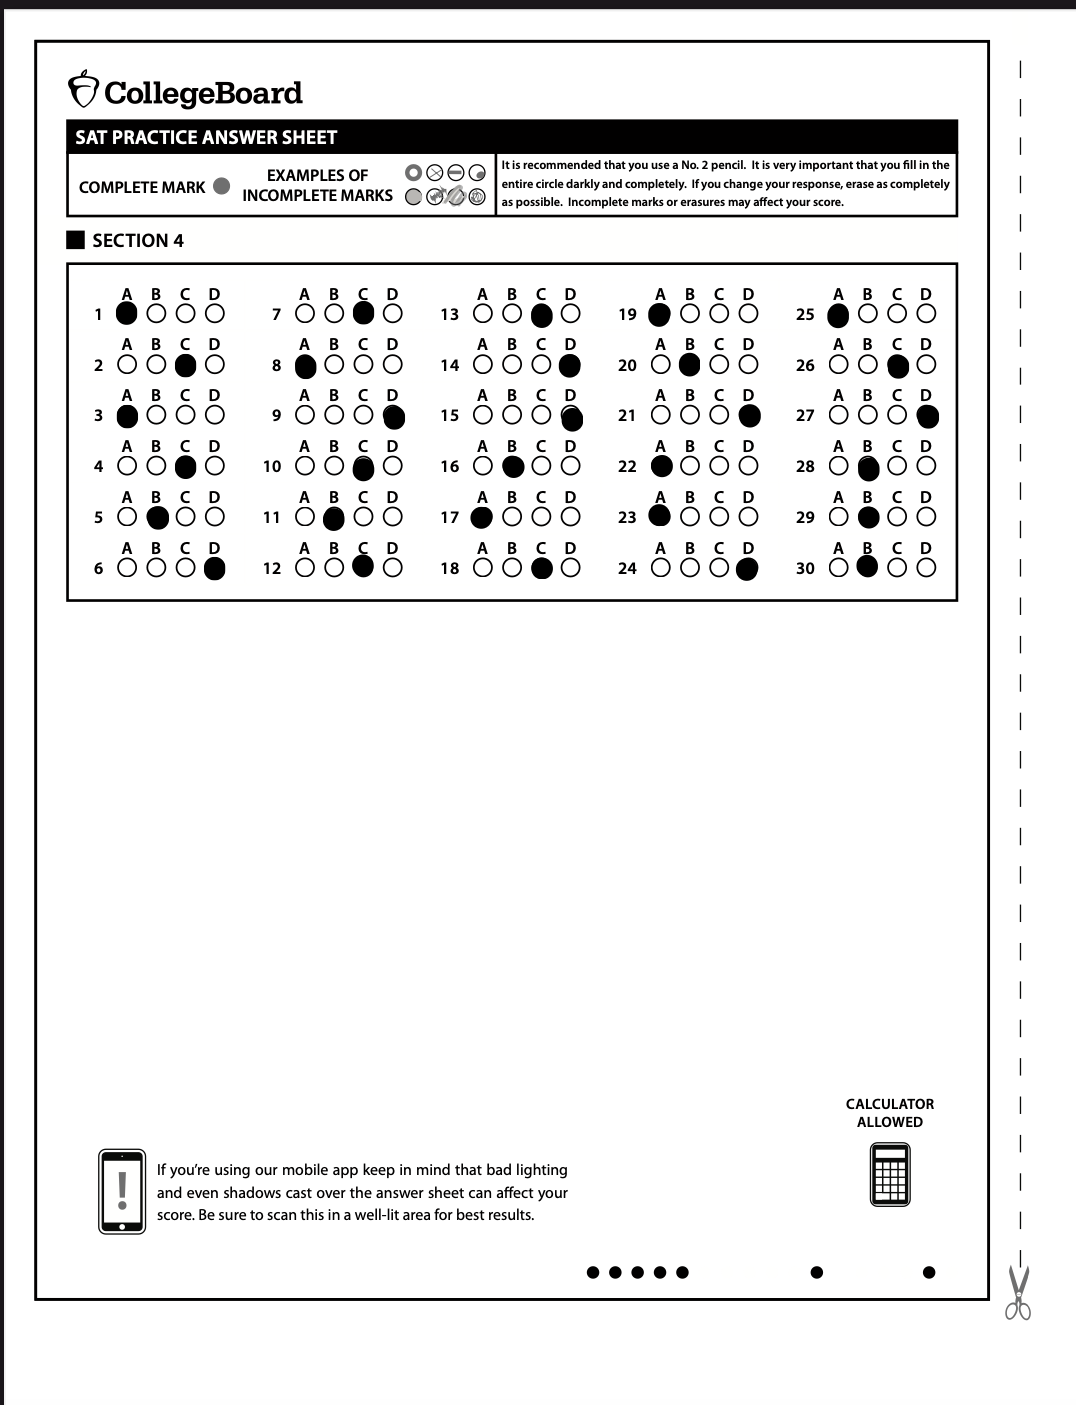 CollegeBoard
SAT PRACTICE ANSWER SHEET
COMPLETE MARK
EXAMPLES OF
INCOMPLETE MARKS
It is recommended that you use a No. 2 pencil. It is very important that you fill in the
entire circle darkly and completely. If you change your response, erase as completely
as possible. Incomplete marks or erasures may affect your score.
SECTION 4
A B C D A B C D A B C D A B C D A B C D
1 7 13 19 25
A B C D A B C D A B C D A B C D A B C D
2 8 14 20 26
A B C D A B C D A B C D A B C D A B C D
3 9 15 21 27
A B C D A B C D A B C D A B C D A B C D
4 10 16 22 28
A B C D A B C D A B C D A B C D A B C D
5 11 17 23 29
A B C D A B C D A B C D A B C D A B C D
6 12 18 24 30
CALCULATOR
ALLOWED
!
If you're using our mobile app keep in mind that bad lighting
and even shadows cast over the answer sheet can affect your
score. Be sure to scan this in a well-lit area for best results.